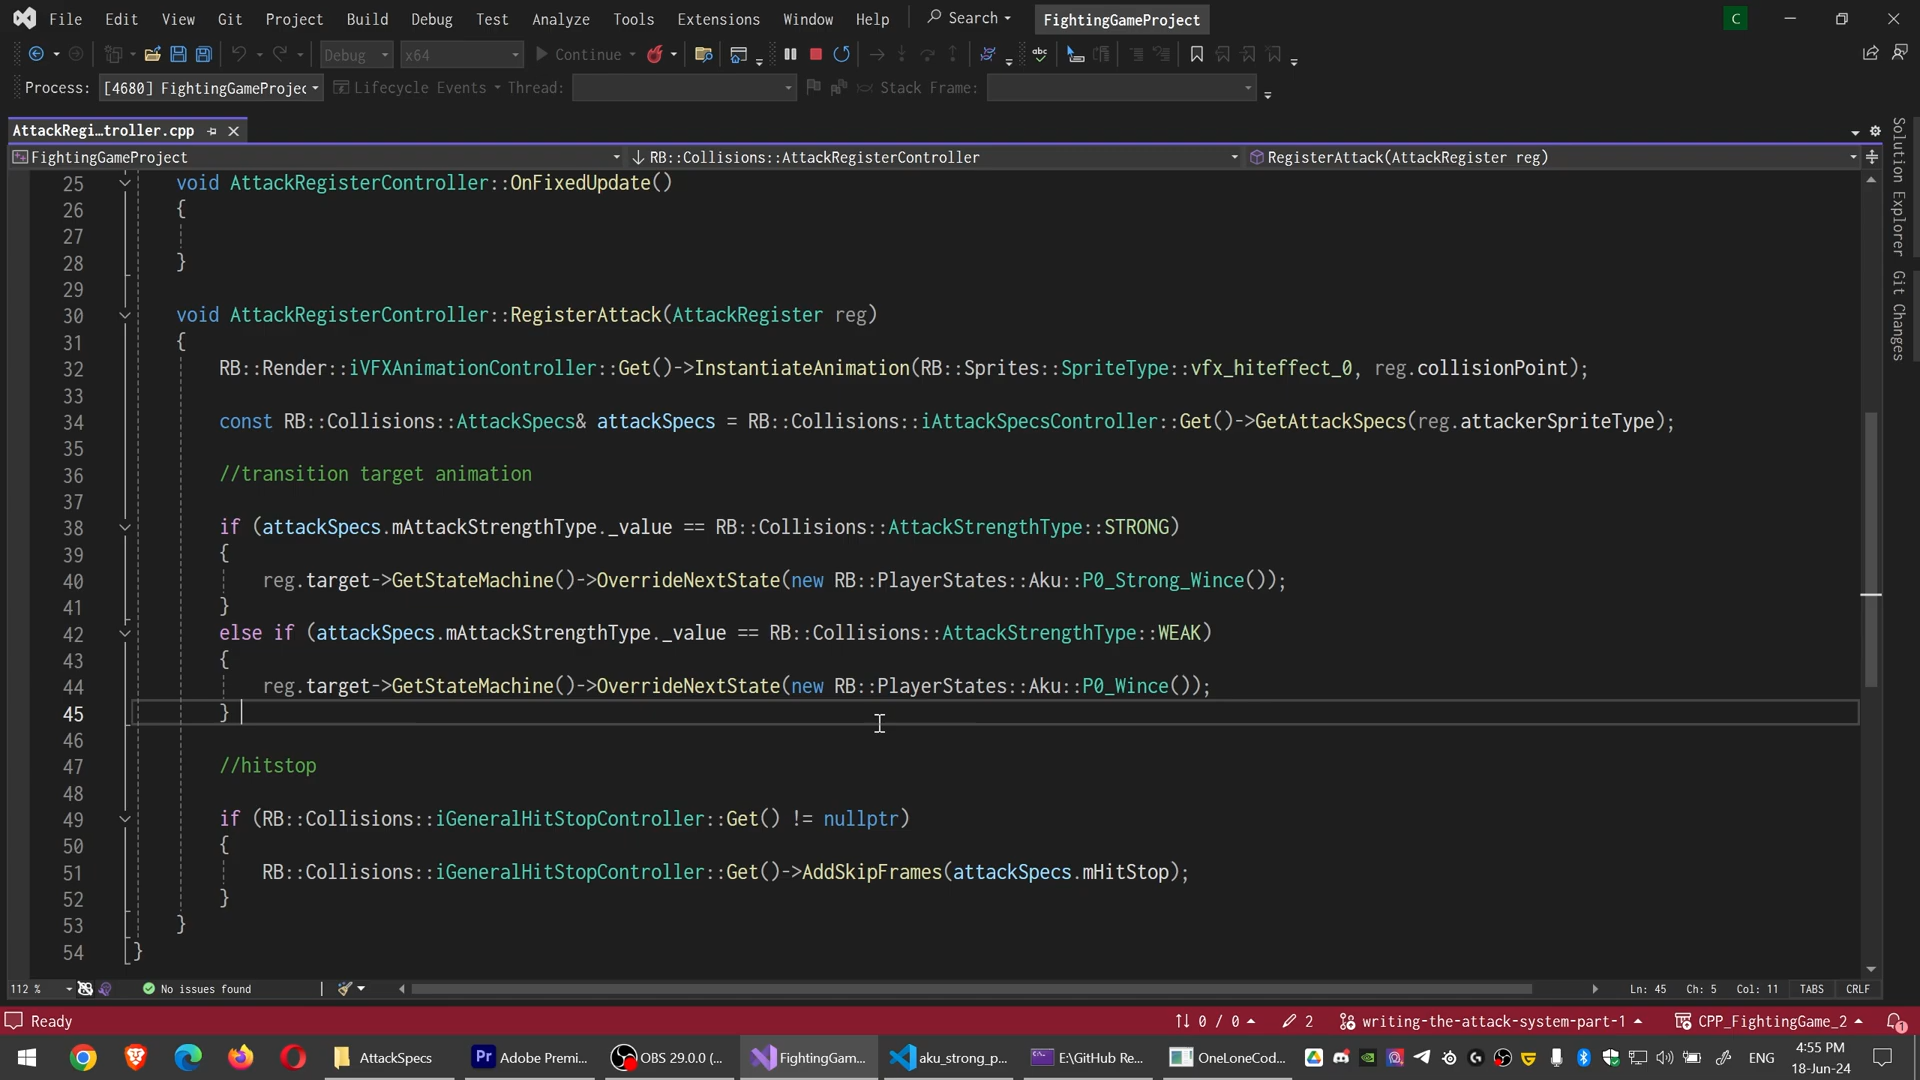 File Edit View Git Project Build Debug Test Analyze Tools Extensions Window Help Search FightingGameProject C
Debug x64 Continue
Process: [4680] FightingGameProjec Lifecycle Events Thread: Stack Frame:
AttackRegi...troller.cpp
FightingGameProject RB::Collisions::AttackRegisterController RegisterAttack(AttackRegister reg)
25 void AttackRegisterController::OnFixedUpdate()
26 {
27
28 }
29
30 void AttackRegisterController::RegisterAttack(AttackRegister reg)
31 {
32 RB::Render::iVFXAnimationController::Get()->InstantiateAnimation(RB::Sprites::SpriteType::vfx_hiteffect_0, reg.collisionPoint);
33
34 const RB::Collisions::AttackSpecs& attackSpecs = RB::Collisions::iAttackSpecsController::Get()->GetAttackSpecs(reg.attackerSpriteType);
35
36 //transition target animation
37
38 if (attackSpecs.mAttackStrengthType._value == RB::Collisions::AttackStrengthType::STRONG)
39 {
40 reg.target->GetStateMachine()->OverrideNextState(new RB::PlayerStates::Aku::P0_Strong_Wince());
41 }
42 else if (attackSpecs.mAttackStrengthType._value == RB::Collisions::AttackStrengthType::WEAK)
43 {
44 reg.target->GetStateMachine()->OverrideNextState(new RB::PlayerStates::Aku::P0_Wince());
45 }
46
47 //hitstop
48
49 if (RB::Collisions::iGeneralHitStopController::Get() != nullptr)
50 {
51 RB::Collisions::iGeneralHitStopController::Get()->AddSkipFrames(attackSpecs.mHitStop);
52 }
53 }
54 }
Solution Explorer
Git Changes
112 % No issues found Ln: 45 Ch: 5 Col: 11 TABS CRLF
Ready 0 / 0 2 writing-the-attack-system-part-1 CPP_FightingGame_2 1
AttackSpecs Adobe Premi... OBS 29.0.0 (... FightingGam... aku_strong_p... E:\GitHub Re... OneLoneCod... ENG 4:55 PM
18-Jun-24